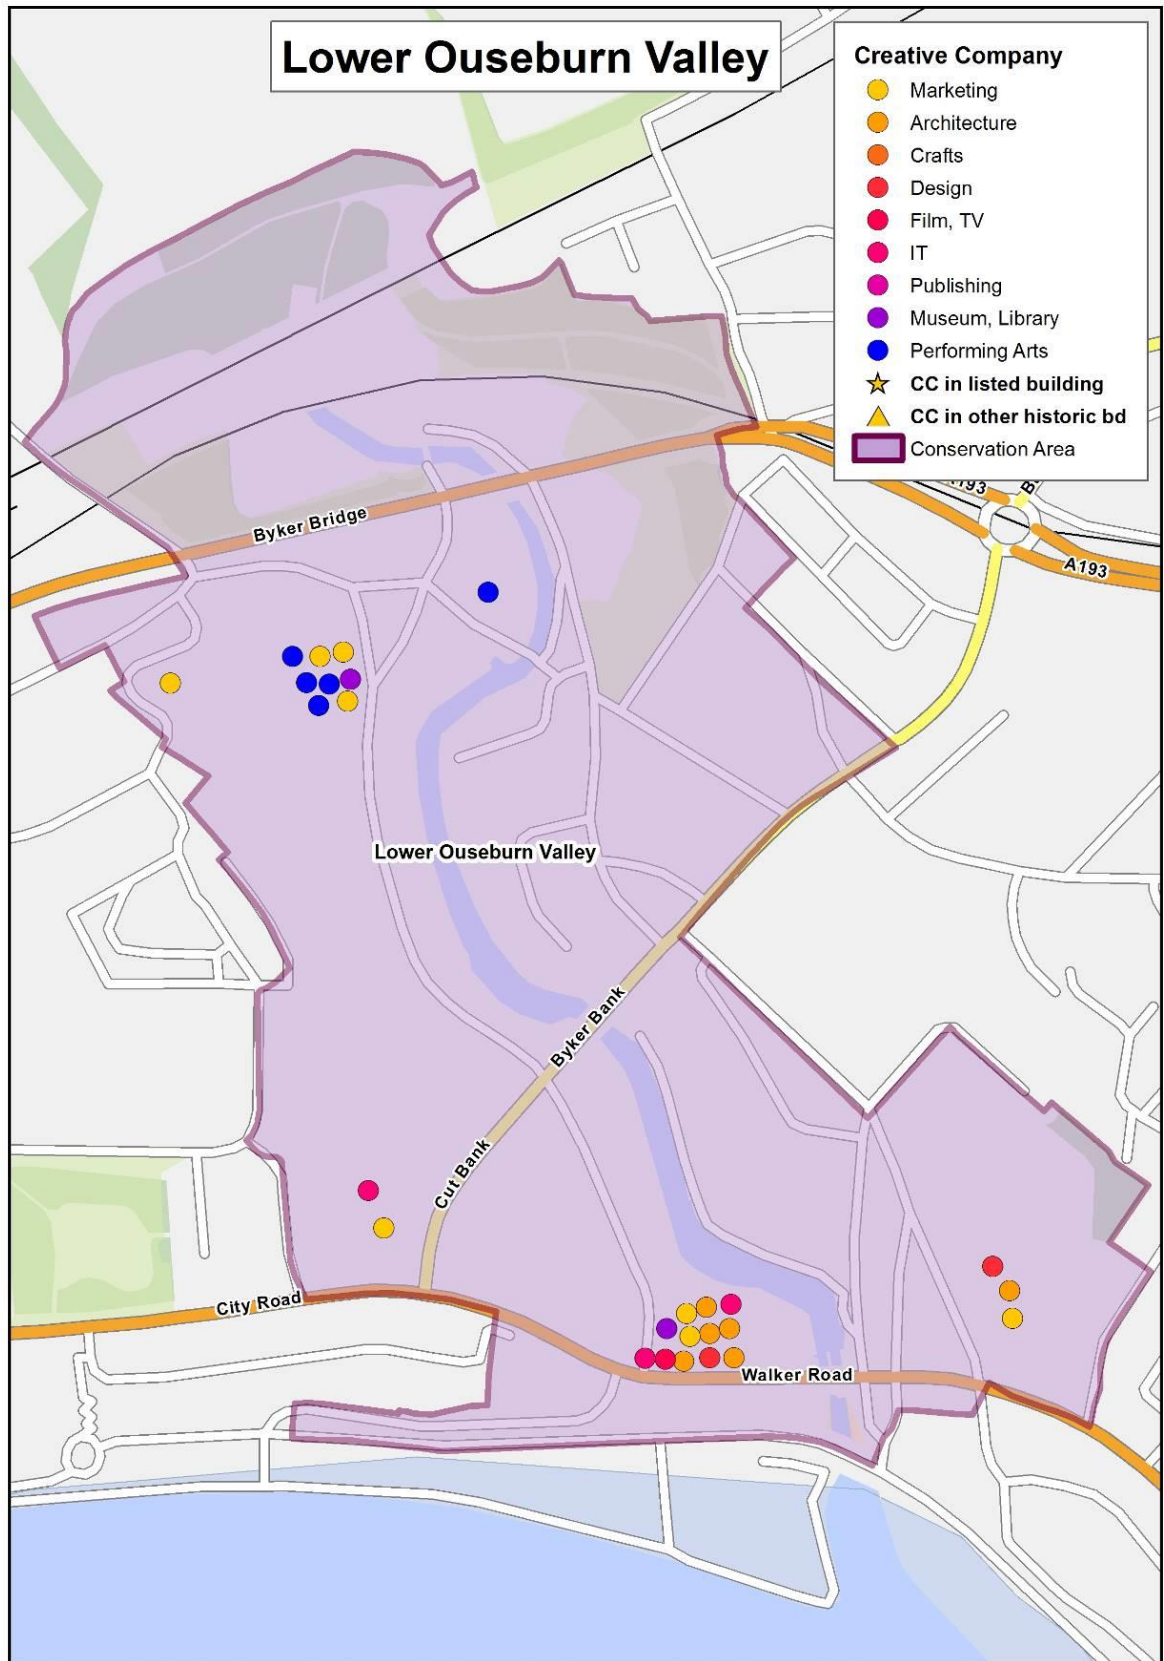 Lower Ouseburn Valley
Creative Company
Marketing
Architecture
Crafts
Design
Film, TV
IT
Publishing
Museum, Library
Performing Arts
CC in listed building
CC in other historic bd
Conservation Area
A193
Byker Bridge
A193
Lower Ouseburn Valley
Byker Bank
Cut Bank
City Road
Walker Road